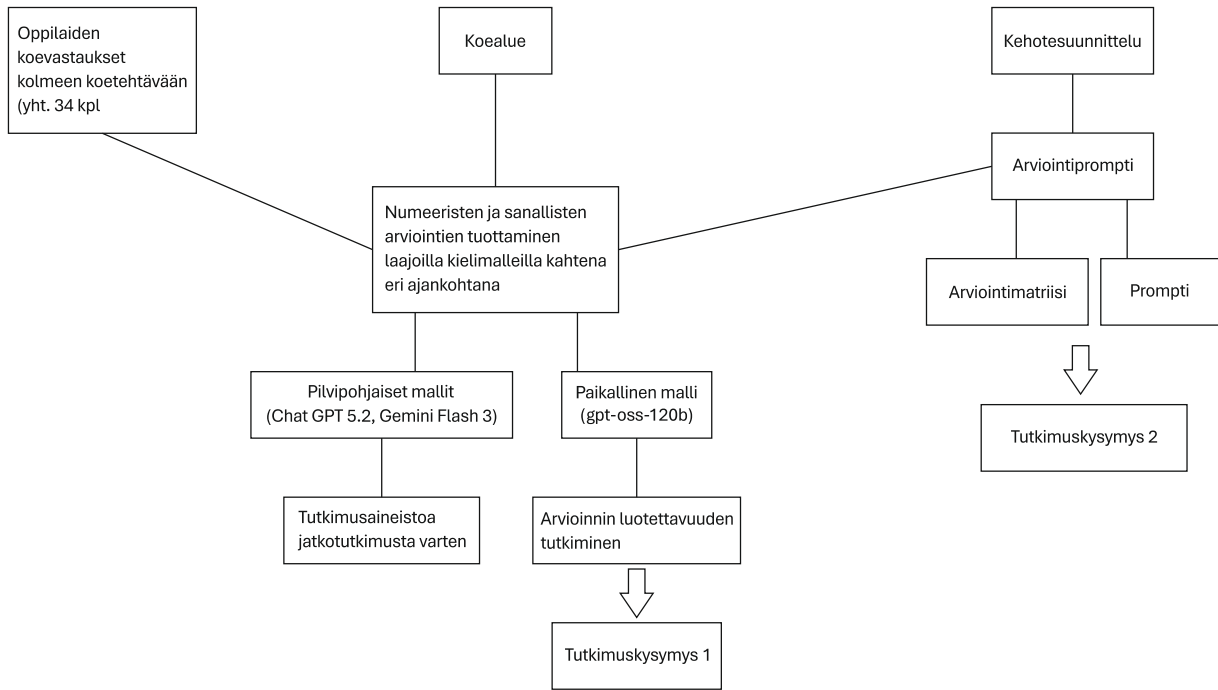 Oppilaiden
koevastaukset
kolmeen koetehtävään
(yht. 34 kpl
Koealue
Kehotesuunnittelu
Arviointiprompti
Numeeristen ja sanallisten
arviointien tuottaminen
laajoilla kielimalleilla kahtena
eri ajankohtana
Arviointimatriisi
Prompti
Pilvipohjaiset mallit
(Chat GPT 5.2, Gemini Flash 3)
Paikallinen malli
(gpt-oss-120b)
Tutkimuskysymys 2
Tutkimusaineistoa
jatkotutkimusta varten
Arvioinnin luotettavuuden
tutkiminen
Tutkimuskysymys 1